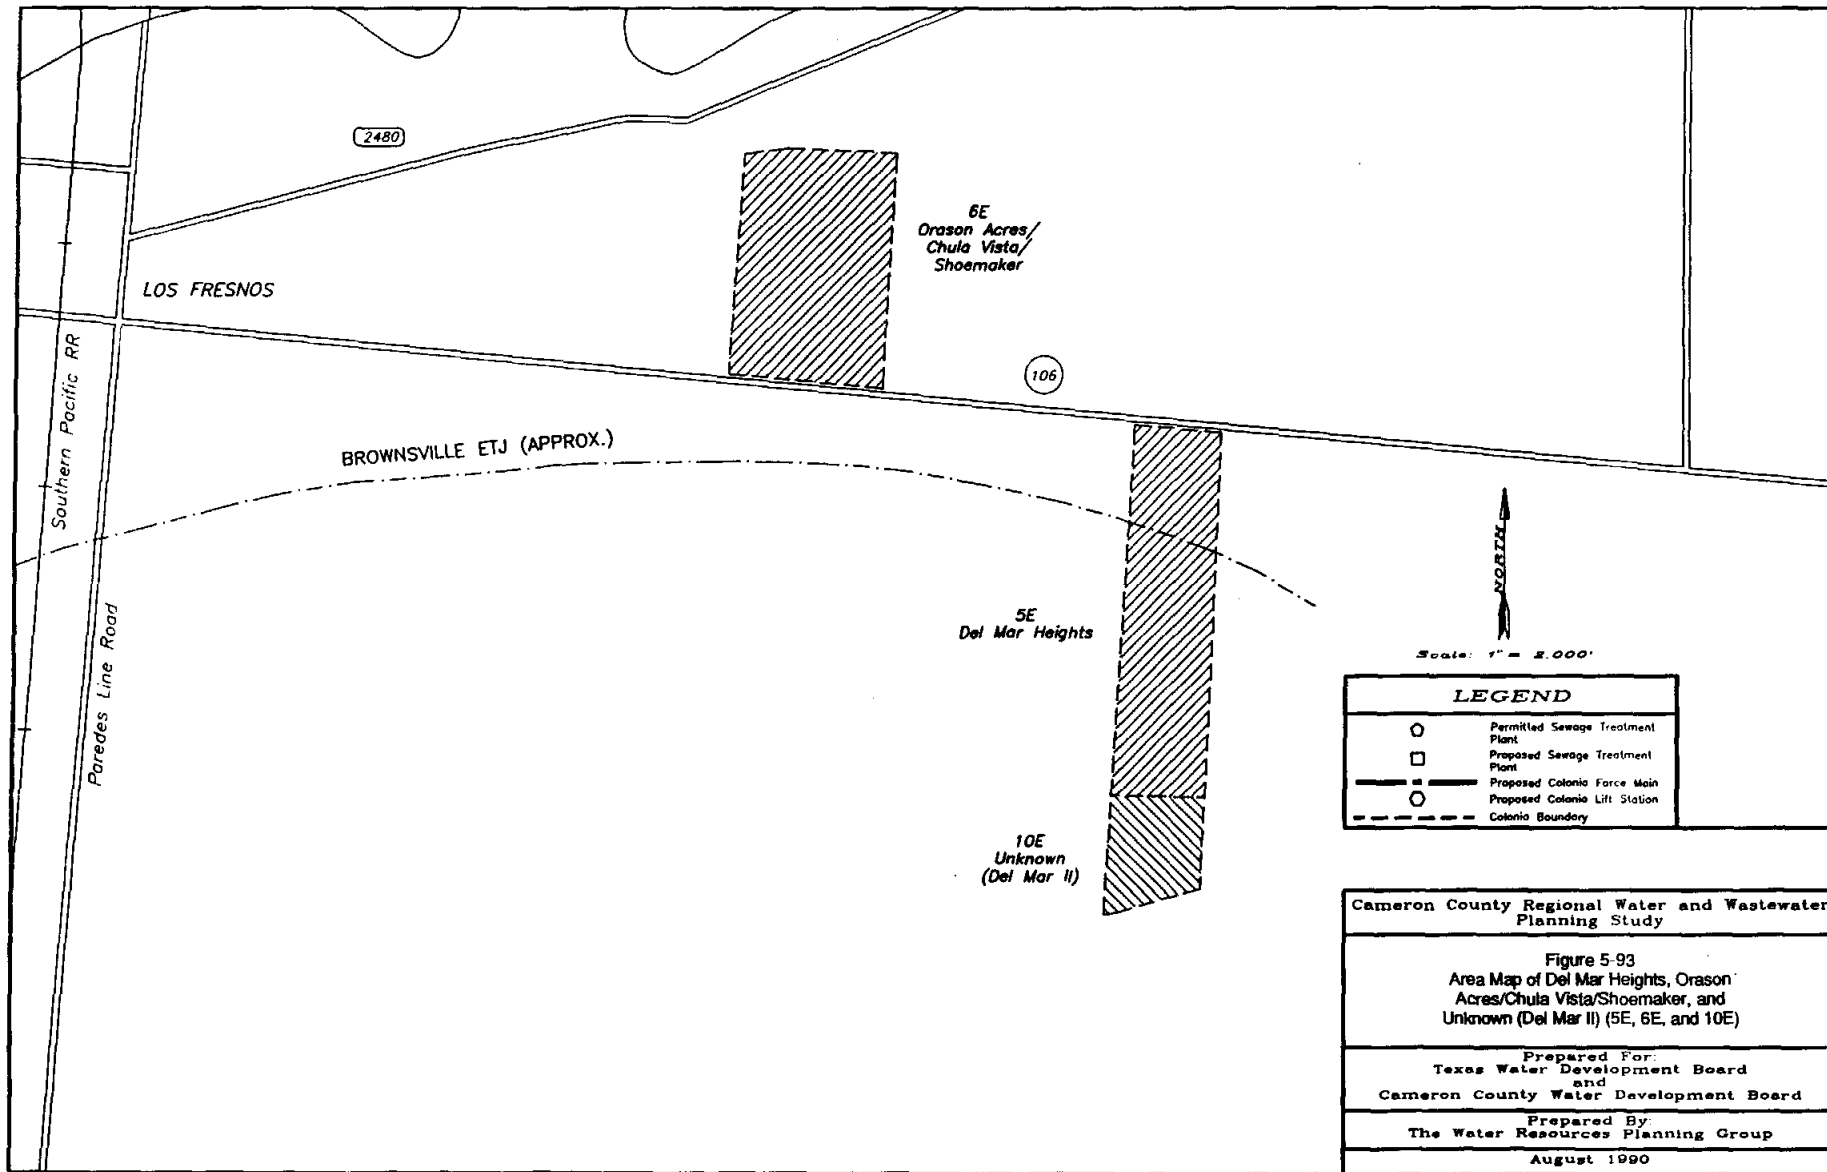 2480
6E
Orason Acres/
Chula Vista/
Shoemaker
LOS FRESNOS
106
Southern Pacific RR
BROWNSVILLE ETJ (APPROX.)
NORTH
5E
Del Mar Heights
Paredes Line Road
Scale: 1" = 2,000'
LEGEND
Permitted Sewage Treatment
Plant
Proposed Sewage Treatment
Plant
Proposed Colonia Force Main
Proposed Colonia Lift Station
Colonia Boundary
10E
Unknown
(Del Mar II)
Cameron County Regional Water and Wastewater
Planning Study
Figure 5-93
Area Map of Del Mar Heights, Orason
Acres/Chula Vista/Shoemaker, and
Unknown (Del Mar II) (5E, 6E, and 10E)
Prepared For:
Texas Water Development Board
and
Cameron County Water Development Board
Prepared By:
The Water Resources Planning Group
August 1990